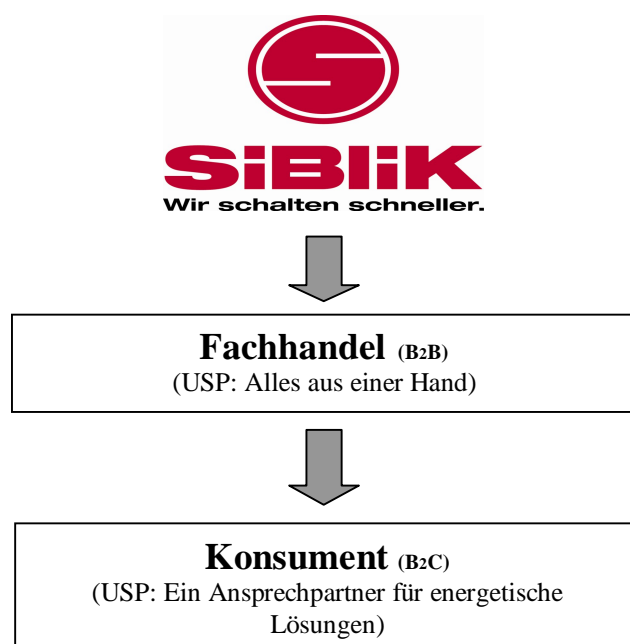 SiBliK
Wir schalten schneller.
Fachhandel (B2B)
(USP: Alles aus einer Hand)
Konsument (B2C)
(USP: Ein Ansprechpartner für energetische
Lösungen)